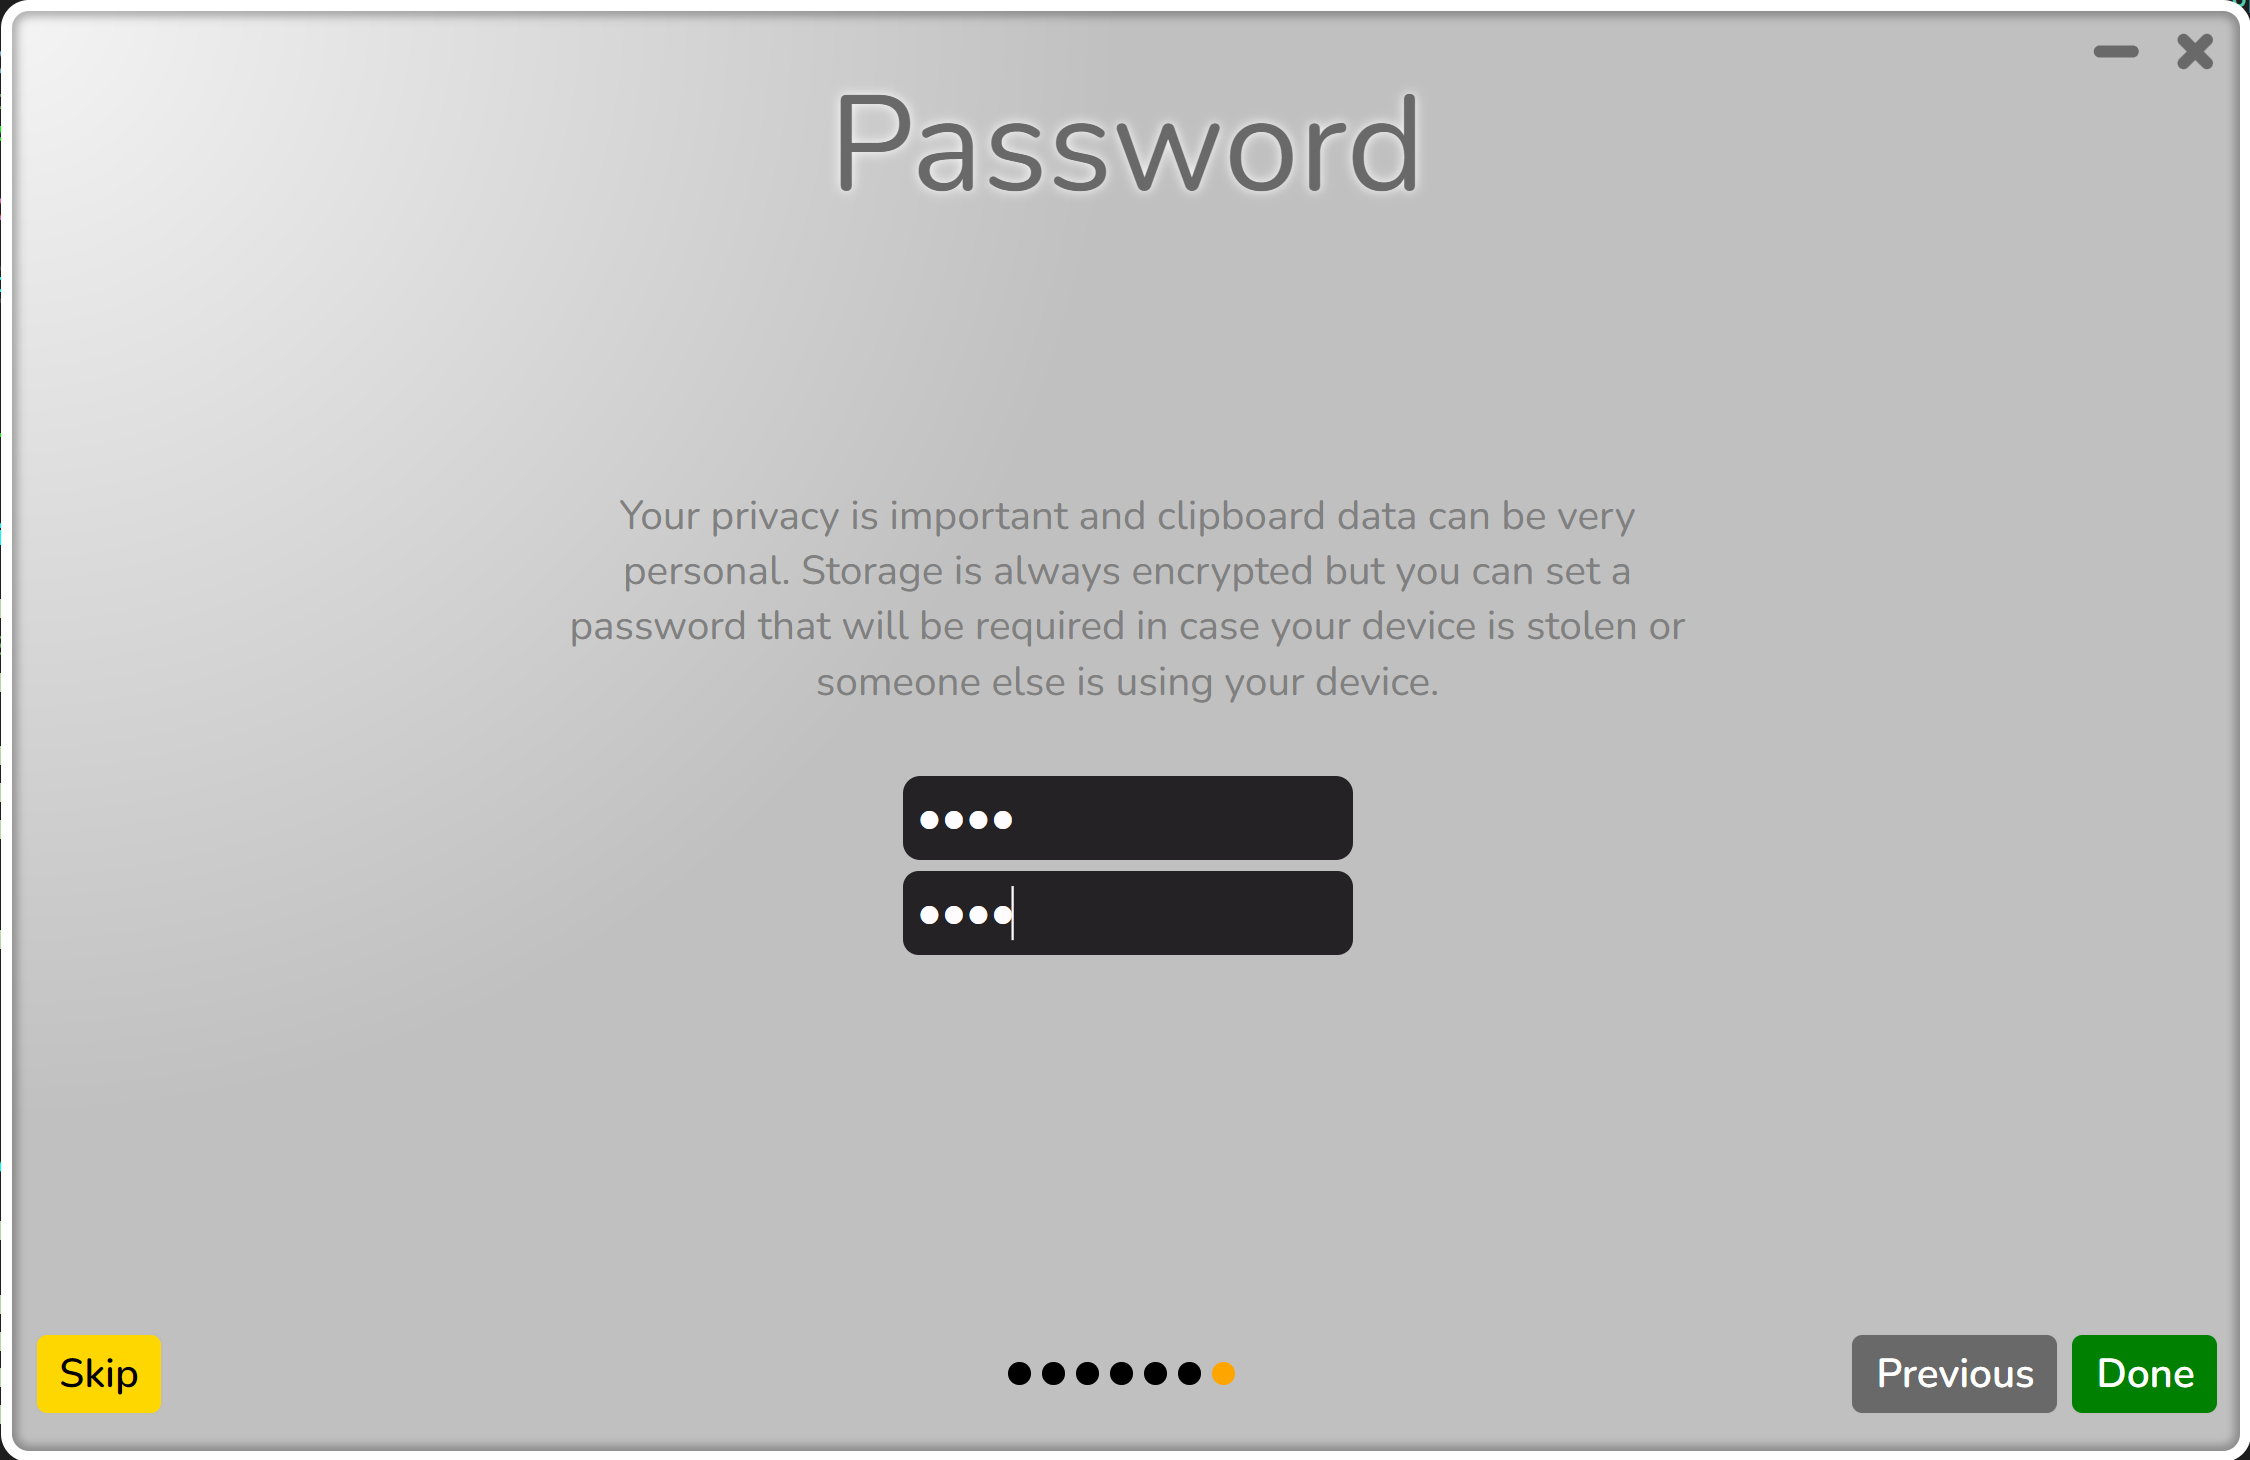 Password
Your privacy is important and clipboard data can be very
personal. Storage is always encrypted but you can set a
password that will be required in case your device is stolen or
someone else is using your device.
••••
••••
Skip
Previous
Done